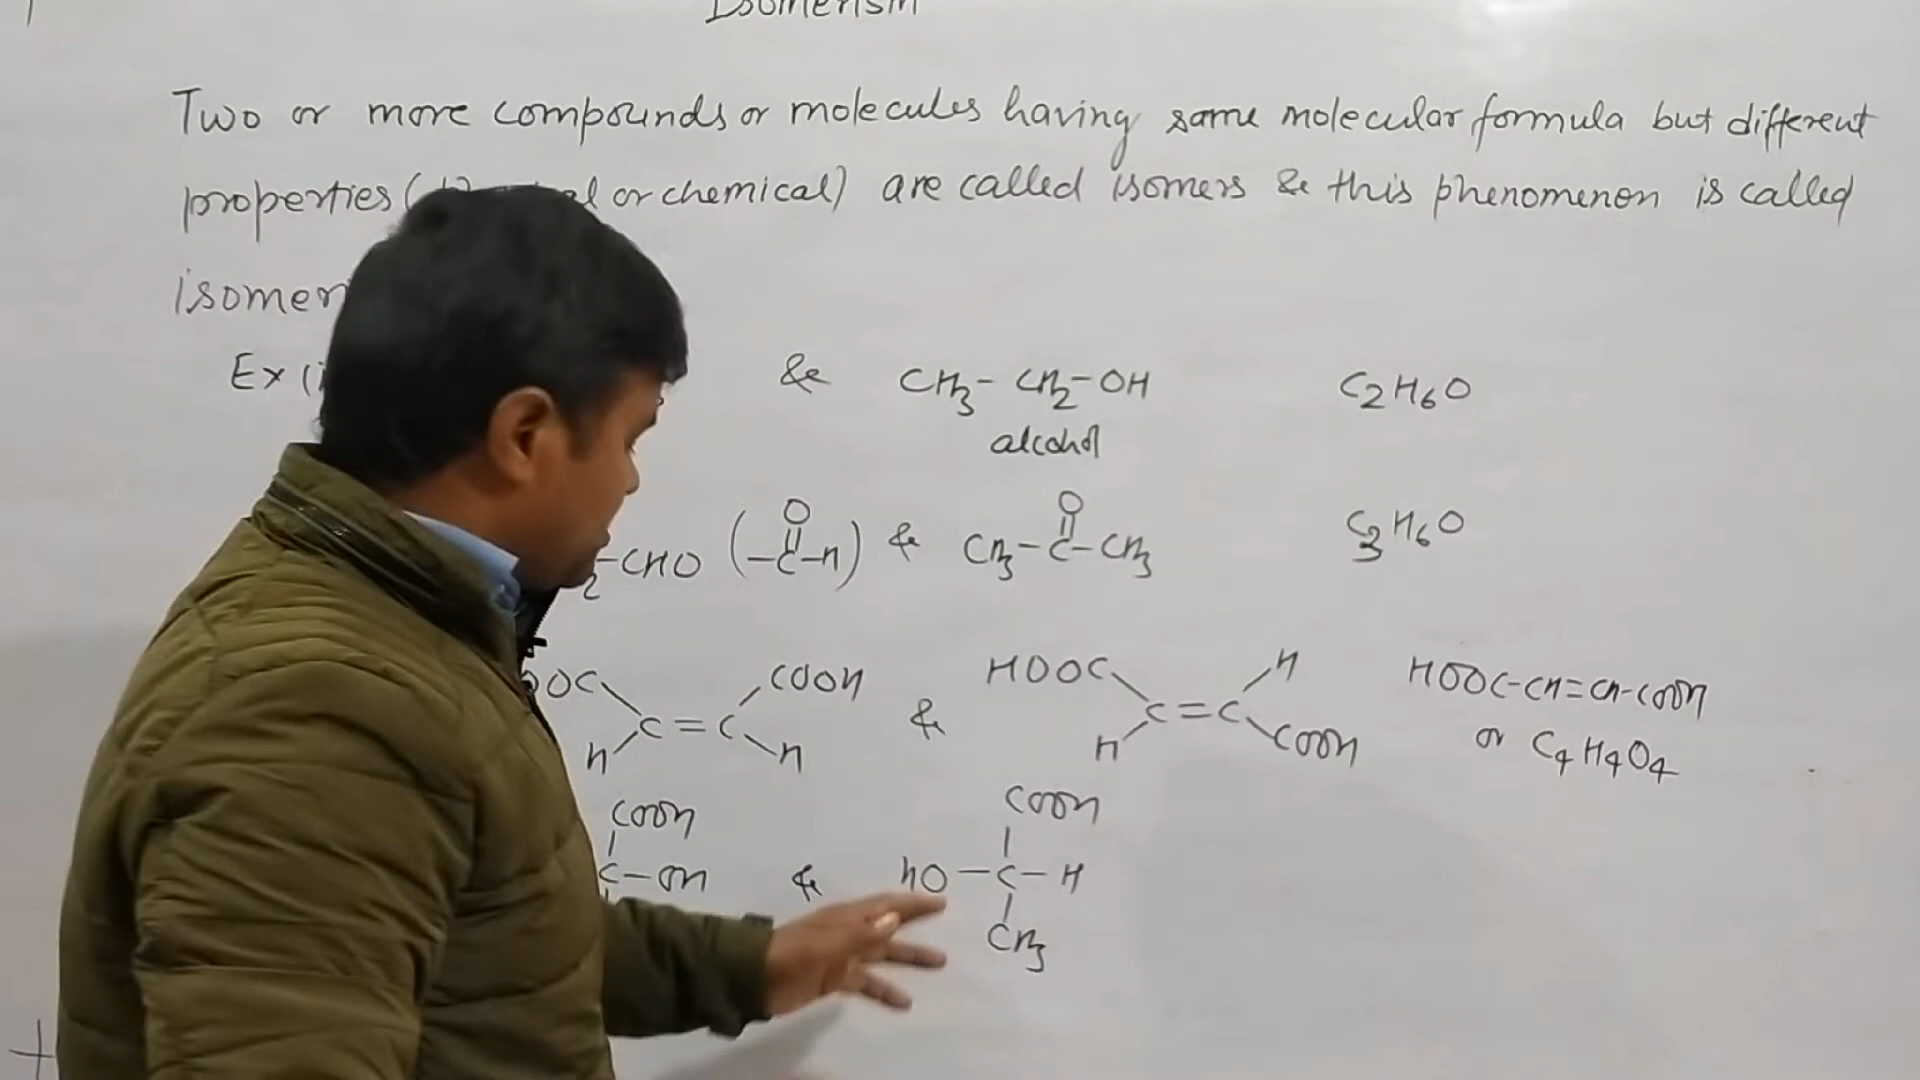 Isomerism
Two or more compounds or molecules having same molecular formula but different
properties ( or chemical) are called isomers & this phenomenon is called
Ex (i & CH3- CH2-OH C2H6O
alcohol
2-CHO (-C-H) & CH3-C-CH3 C3H6O
O O
OOC COOH & HOOC H HOOC-CH=CH-COOH
C=C C=C or C4H4O4
H H H COOH
COOH COOH
C-OH & HO-C-H
CH3